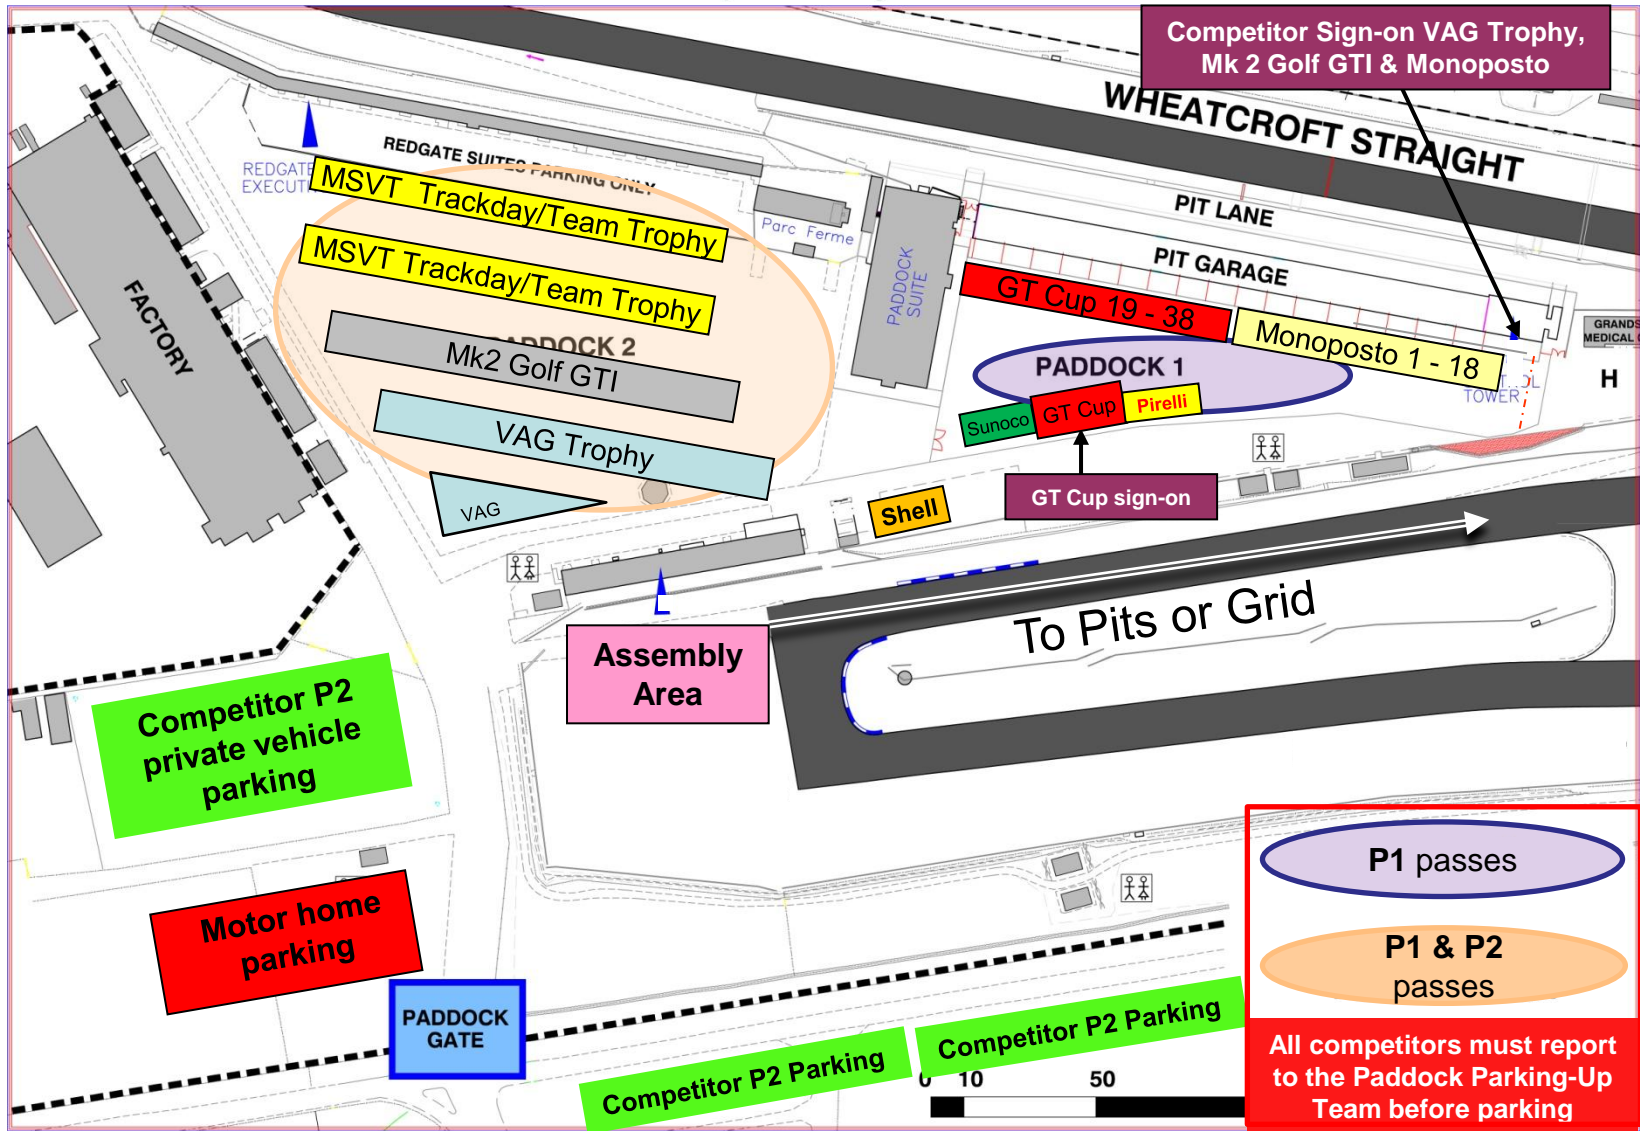 Competitor Sign-on VAG Trophy,
Mk 2 Golf GTI & Monoposto
WHEATCROFT STRAIGHT
REDGATE SUITES PARKING ONLY
REDGATE
MSVT Trackday/Team Trophy
MSVT Trackday/Team Trophy
PADDOCK 2
Mk2 Golf GTI
VAG Trophy
VAG
FACTORY
Parc Ferme
PADDOCK
SUITE
PIT LANE
PIT GARAGE
GT Cup 19 - 38
Monoposto 1 - 18
PADDOCK 1
Sunoco
GT Cup
Pirelli
GT Cup sign-on
TOWER
MEDICAL
H
Shell
To Pits or Grid
Assembly
Area
Competitor P2
private vehicle
parking
Motor home
parking
PADDOCK
GATE
Competitor P2 Parking
Competitor P2 Parking
0 10 50
P1 passes
P1 & P2
passes
All competitors must report
to the Paddock Parking-Up
Team before parking